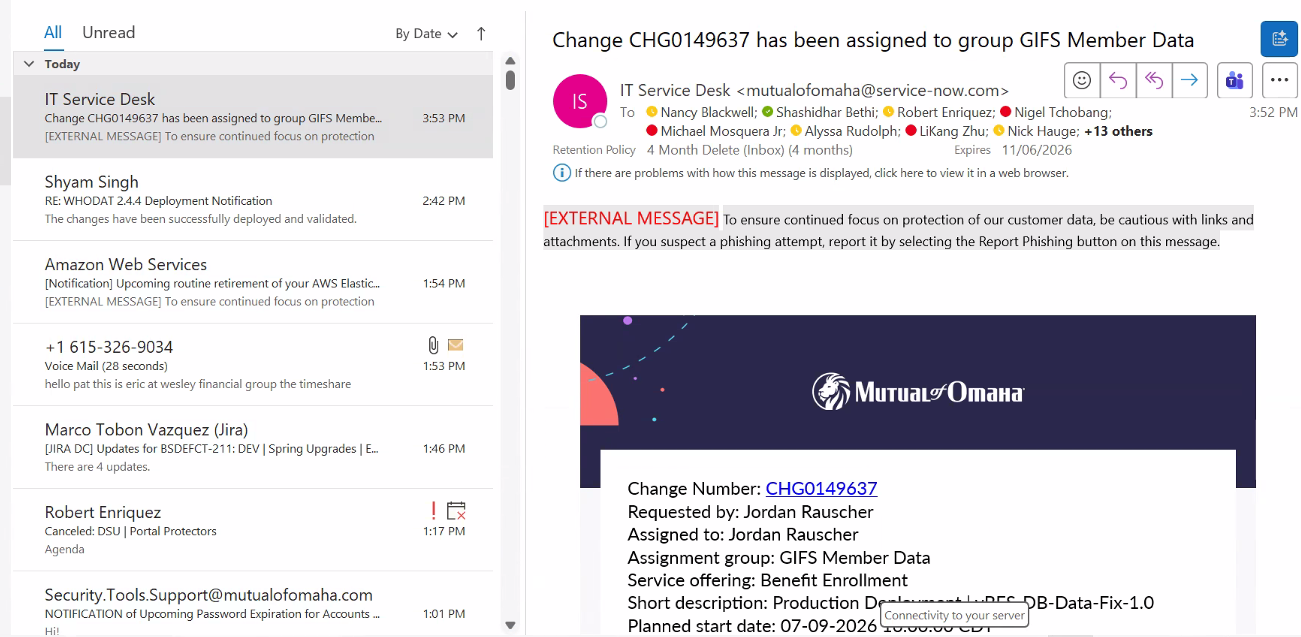 All Unread By Date
Today
IT Service Desk
Change CHG0149637 has been assigned to group GIFS Membe... 3:53 PM
[EXTERNAL MESSAGE] To ensure continued focus on protection
Shyam Singh
RE: WHODAT 2.4.4 Deployment Notification 2:42 PM
The changes have been successfully deployed and validated.
Amazon Web Services
[Notification] Upcoming routine retirement of your AWS Elastic... 1:54 PM
[EXTERNAL MESSAGE] To ensure continued focus on protection
+1 615-326-9034
Voice Mail (28 seconds) 1:53 PM
hello pat this is eric at wesley financial group the timeshare
Marco Tobon Vazquez (Jira)
[JIRA DC] Updates for BSDEFCT-211: DEV | Spring Upgrades | E... 1:46 PM
There are 4 updates.
Robert Enriquez
Canceled: DSU | Portal Protectors 1:17 PM
Agenda
Security.Tools.Support@mutualofomaha.com
NOTIFICATION of Upcoming Password Expiration for Accounts ... 1:01 PM
Hi!
Change CHG0149637 has been assigned to group GIFS Member Data
IS
IT Service Desk <mutualofomaha@service-now.com>
To Nancy Blackwell; Shashidhar Bethi; Robert Enriquez; Nigel Tchobang; 3:52 PM
Michael Mosquera Jr; Alyssa Rudolph; LiKang Zhu; Nick Hauge; +13 others
Retention Policy 4 Month Delete (Inbox) (4 months) Expires 11/06/2026
If there are problems with how this message is displayed, click here to view it in a web browser.
[EXTERNAL MESSAGE] To ensure continued focus on protection of our customer data, be cautious with links and
attachments. If you suspect a phishing attempt, report it by selecting the Report Phishing button on this message.
Mutual of Omaha
Change Number: CHG0149637
Requested by: Jordan Rauscher
Assigned to: Jordan Rauscher
Assignment group: GIFS Member Data
Service offering: Benefit Enrollment
Short description: Production Deployment | DB-Data-Fix-1.0
Connectivity to your server
Planned start date: 07-09-2026 CDT